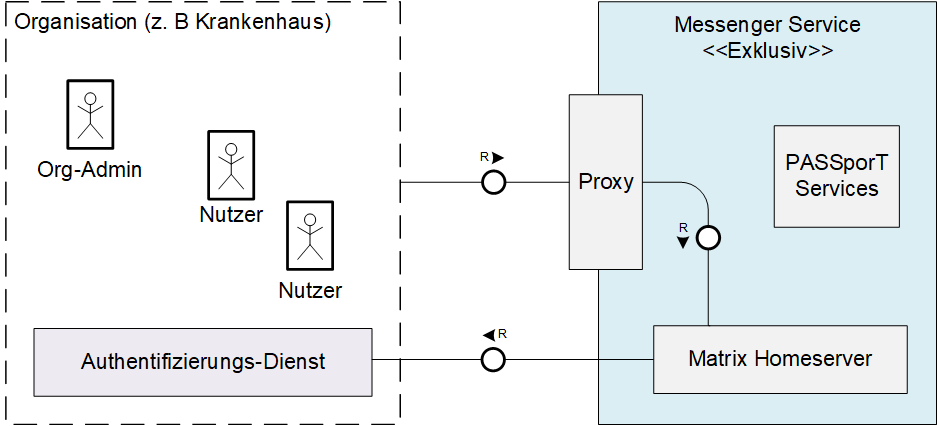 Organisation (z. B Krankenhaus)
Org-Admin
Nutzer
Nutzer
Authentifizierungs-Dienst
R
R
Messenger Service
<<Exklusiv>>
Proxy
R
PASSporT
Services
Matrix Homeserver